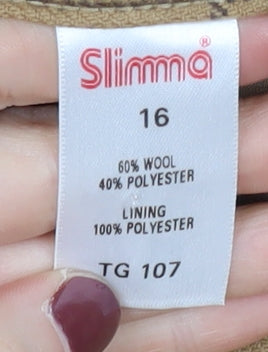 Slimma®
16
60% WOOL
40% POLYESTER
LINING
100% POLYESTER
TG 107